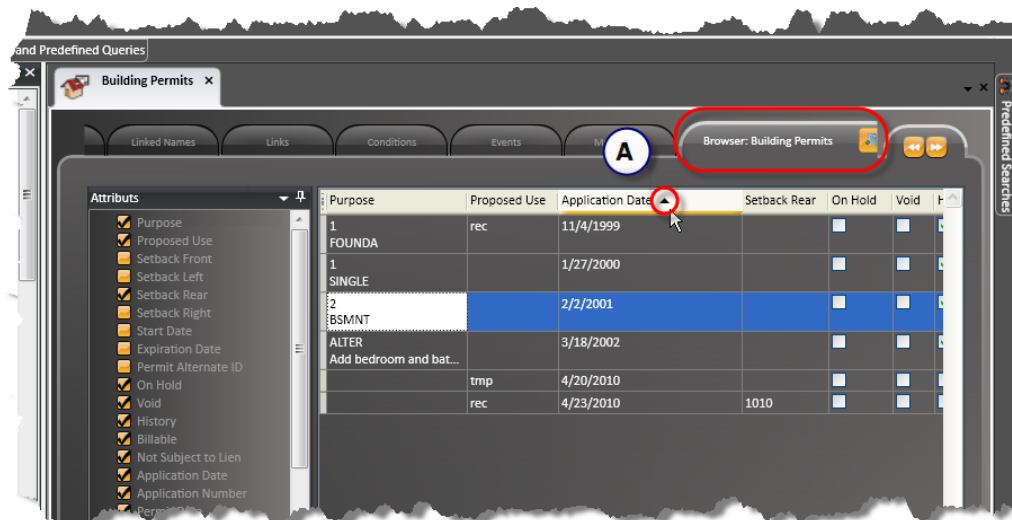 and Predefined Queries
Building Permits
Linked Names
Links
Conditions
Events
M
A
Browser: Building Permits
Predefined Searches
Attributes
Purpose
Proposed Use
Setback Front
Setback Left
Setback Rear
Setback Right
Start Date
Expiration Date
Permit Alternate ID
On Hold
Void
History
Billable
Not Subject to Lien
Application Date
Application Number
Purpose Proposed Use Application Date Setback Rear On Hold Void H
1 rec 11/4/1999
FOUNDA
1 1/27/2000
SINGLE
2 2/2/2001
BSMNT
ALTER 3/18/2002
Add bedroom and bat...
tmp 4/20/2010
rec 4/23/2010 1010